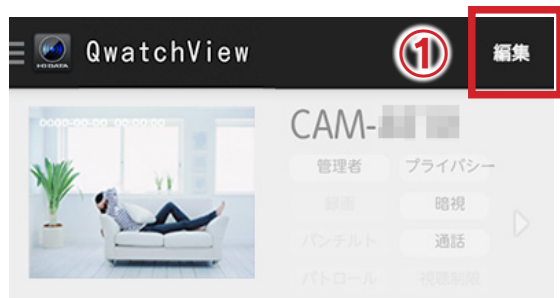 I-O DATA
QwatchView
①
編集
CAM-
管理者
プライバシー
録画
暗視
パンチルト
通話
パトロール
視聴制限